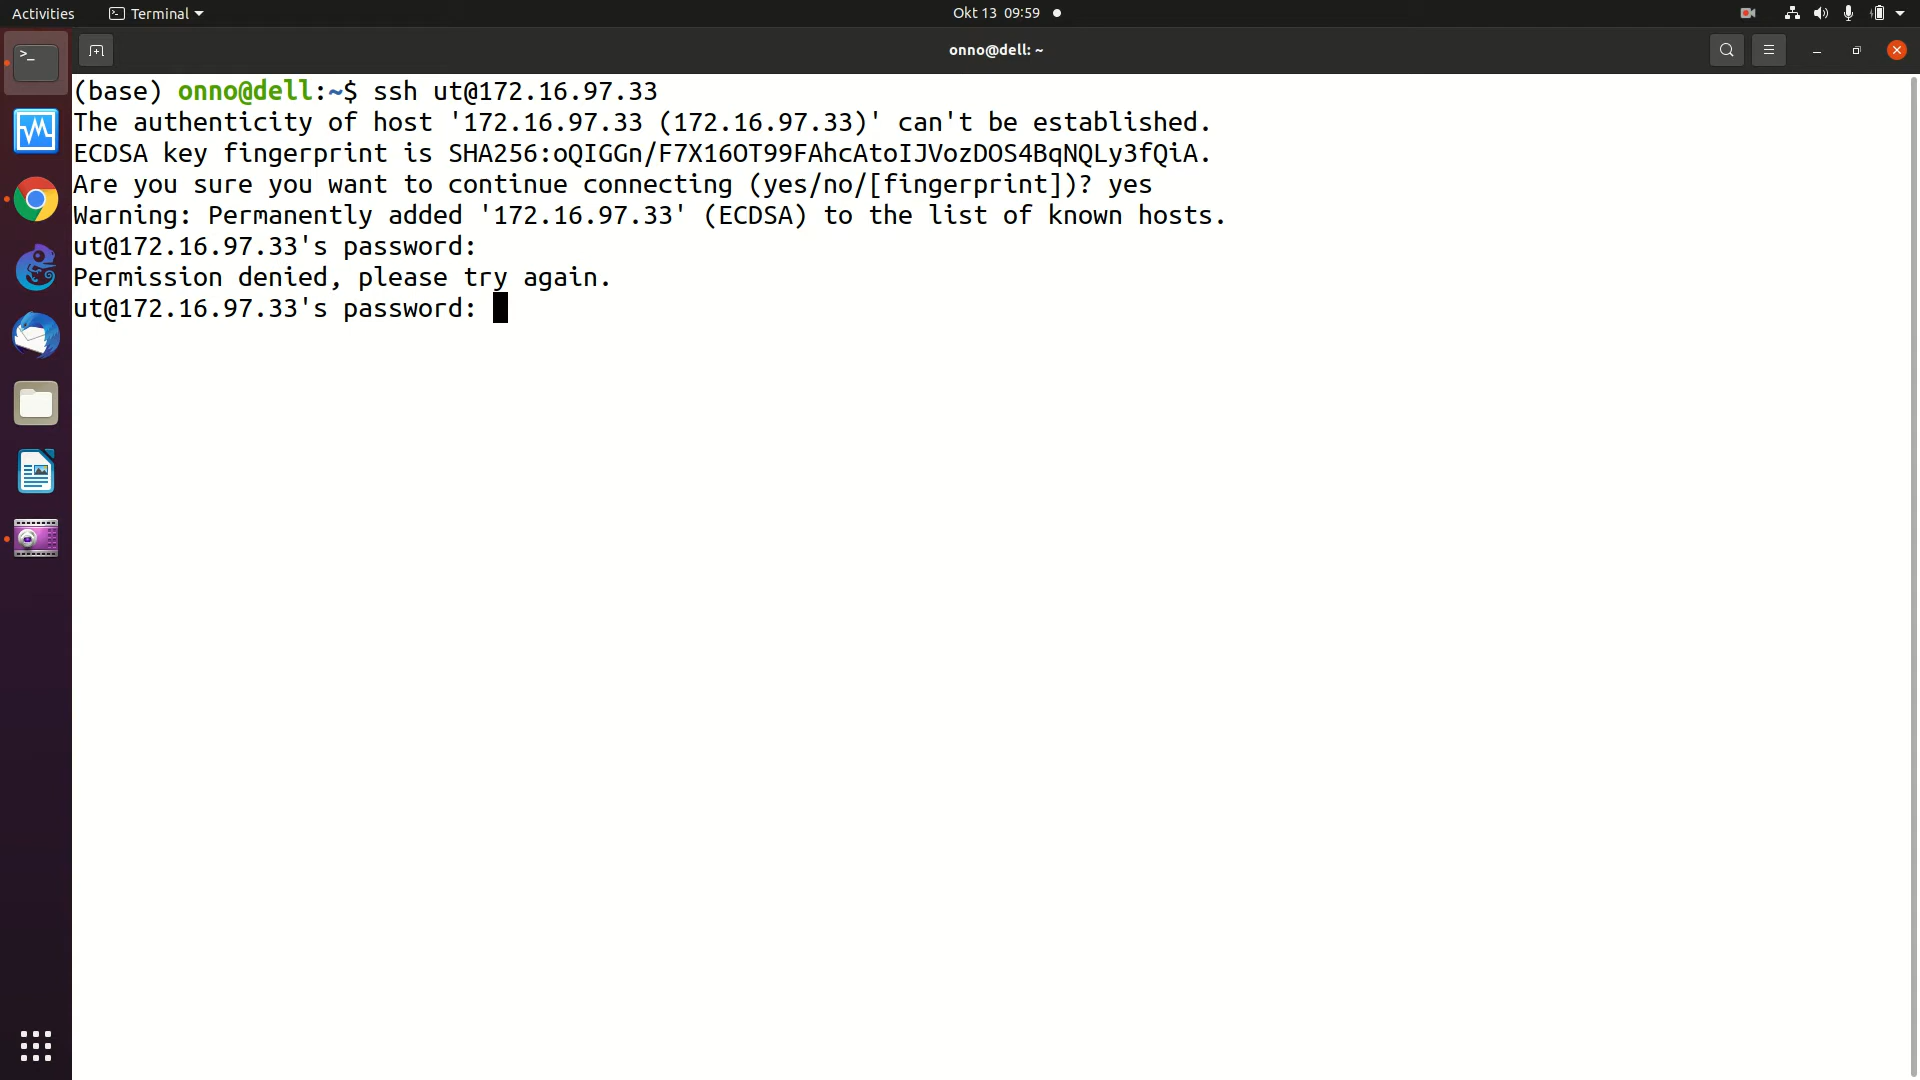 Activities
Terminal
Okt 13 09:59
onno@dell: ~
(base) onno@dell:~$ ssh ut@172.16.97.33
The authenticity of host '172.16.97.33 (172.16.97.33)' can't be established.
ECDSA key fingerprint is SHA256:oQIGGn/F7X16OT99FAhcAtoIJVozDOS4BqNQLy3fQiA.
Are you sure you want to continue connecting (yes/no/[fingerprint])? yes
Warning: Permanently added '172.16.97.33' (ECDSA) to the list of known hosts.
ut@172.16.97.33's password:
Permission denied, please try again.
ut@172.16.97.33's password: